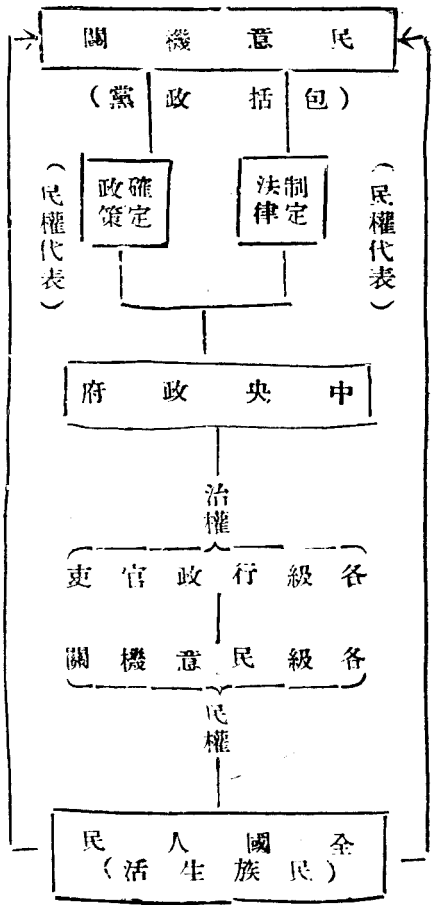 民意機關
（包括政黨）
制定法律
確定政策
（民權代表）
（民權代表）
中央政府
治權
各級行政官吏
各級民意機關
民權
全國人民
（民族生活）